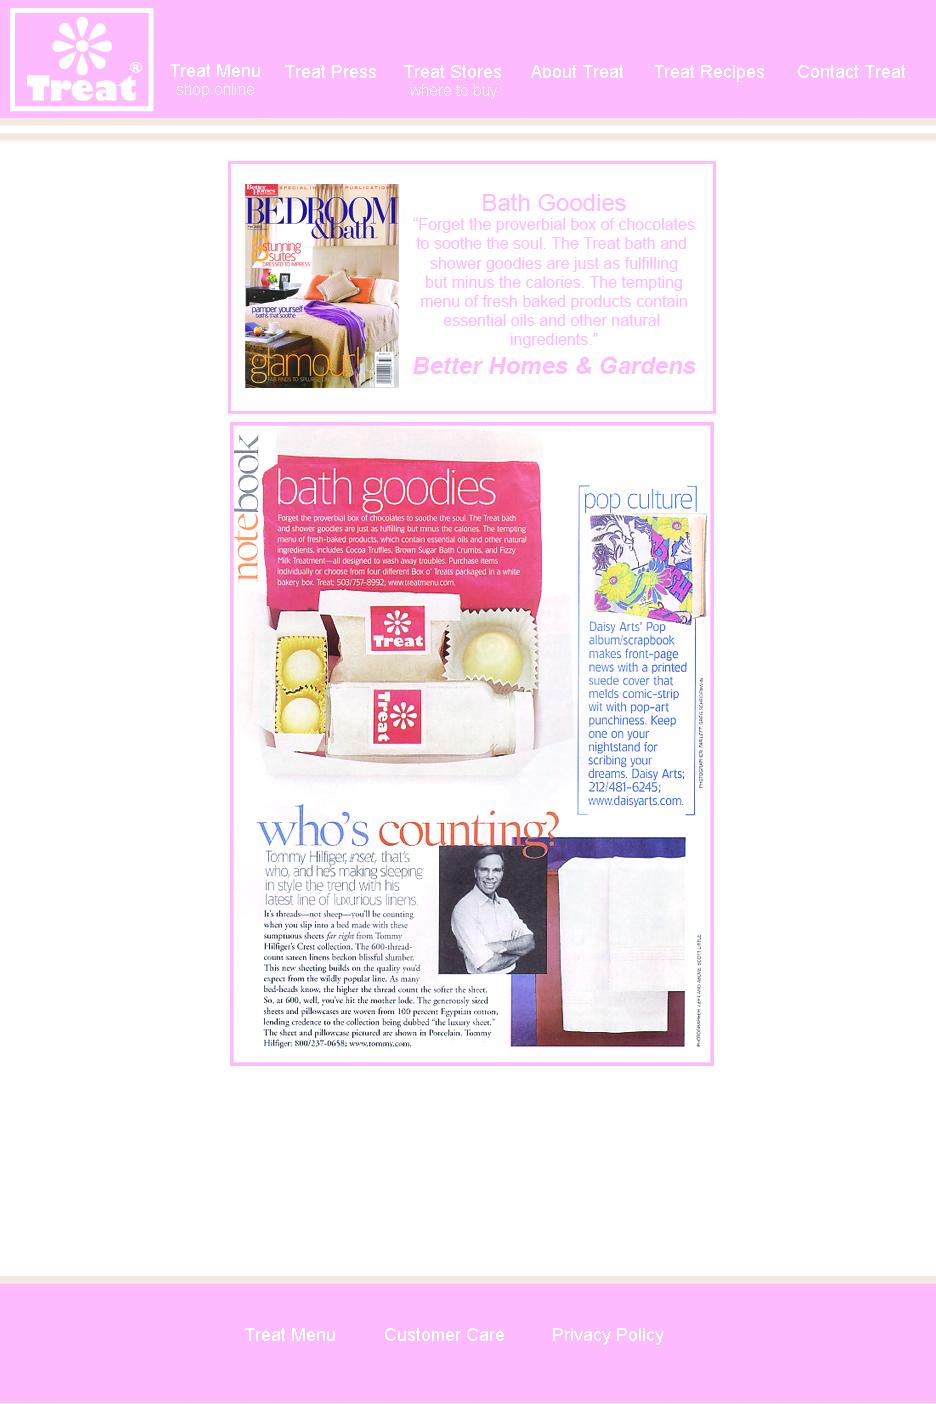 Treat®
Treat Menu
shop online
Treat Press
Treat Stores
where to buy
About Treat
Treat Recipes
Contact Treat
Better
Homes
SPECIAL INTEREST PUBLICATION
BEDROOM
&bath
8 stunning
suites
DRESSED TO IMPRESS
pamper yourself
baths that soothe
glamour!
Bath Goodies
“Forget the proverbial box of chocolates
to soothe the soul. The Treat bath and
shower goodies are just as fulfilling
but minus the calories. The tempting
menu of fresh baked products contain
essential oils and other natural
ingredients.”
Better Homes & Gardens
notebook
bath goodies
Forget the proverbial box of chocolates to soothe the soul: The Treat bath
and shower goodies are just as fulfilling but minus the calories. The tempting
menu of fresh-baked products, which contain essential oils and other natural
ingredients, includes Cocoa Truffles, Brown Sugar Bath Crumbs, and Fizzy
Milk Treatment—all designed to wash away troubles. Purchase items
individually or choose from four different Box o' Treats packaged in a white
bakery box. Treat; 503/757-8992; www.treatmenu.com.
Treat
Treat
pop culture
Daisy Arts' Pop
album/scrapbook
makes front-page
news with a printed
suede cover that
melds comic-strip
wit with pop-art
punchiness. Keep
one on your
nightstand for
scribing your
dreams. Daisy Arts;
212/481-6245;
www.daisyarts.com.
who's counting?
Tommy Hilfiger, inset, that's
who, and he's making sleeping
in style the trend with his
latest line of luxurious linens.
It's threads—not sheep—you'll be counting
when you slip into a bed made with these
sumptuous sheets far right from Tommy
Hilfiger's Crest collection. The 600-thread-
count sateen linens beckon blissful slumber.
This new sheeting builds on the quality you'd
expect from the wildly popular line. As many
bed-heads know, the higher the thread count the softer the sheet.
So, at 600, well, you've hit the mother lode. The generously sized
sheets and pillowcases are woven from 100 percent Egyptian cotton,
lending credence to the collection being dubbed “the luxury sheet.”
The sheet and pillowcase pictured are shown in Porcelain. Tommy
Hilfiger; 800/237-0658; www.tommy.com.
Treat Menu
Customer Care
Privacy Policy